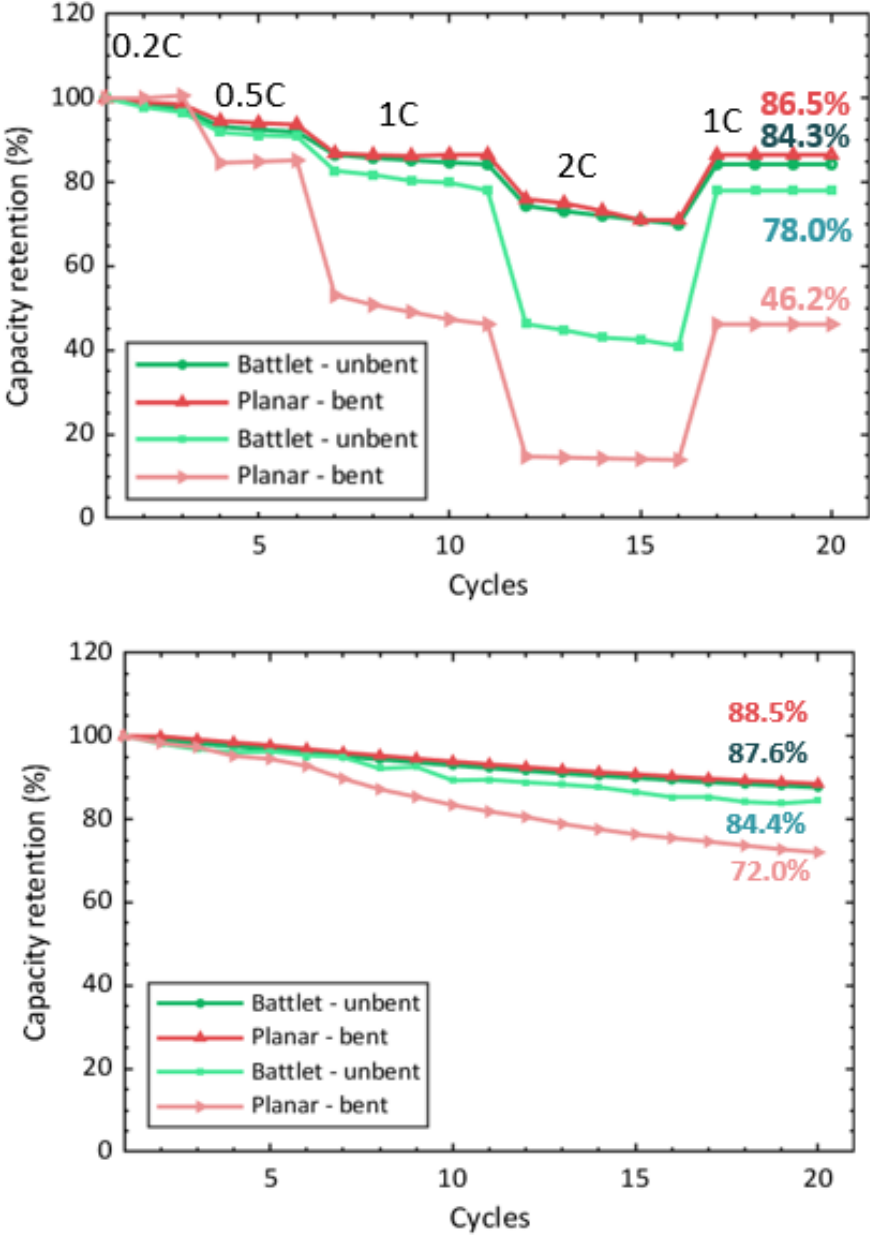 120
0.2C
100
0.5C
1C
1C
86.5%
84.3%
80
2C
78.0%
60
46.2%
Capacity retention (%)
40
Battlet - unbent
Planar - bent
20
Battlet - unbent
Planar - bent
0
5
10
15
20
Cycles
120
88.5%
100
87.6%
80
84.4%
72.0%
60
Capacity retention (%)
40
Battlet - unbent
Planar - bent
20
Battlet - unbent
Planar - bent
0
5
10
15
20
Cycles